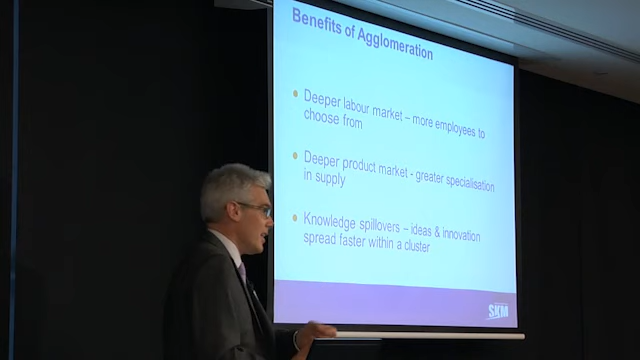 Benefits of Agglomeration
Deeper labour market – more employees to
choose from
Deeper product market - greater specialisation
in supply
Knowledge spillovers – ideas & innovation
spread faster within a cluster
SKM